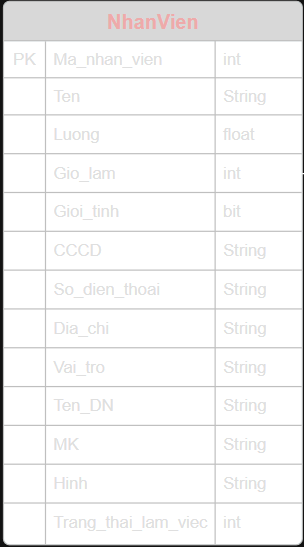 NhanVien
PK Ma_nhan_vien int
Ten String
Luong float
Gio_lam int
Gioi_tinh bit
CCCD String
So_dien_thoai String
Dia_chi String
Vai_tro String
Ten_DN String
MK String
Hinh String
Trang_thai_lam_viec int